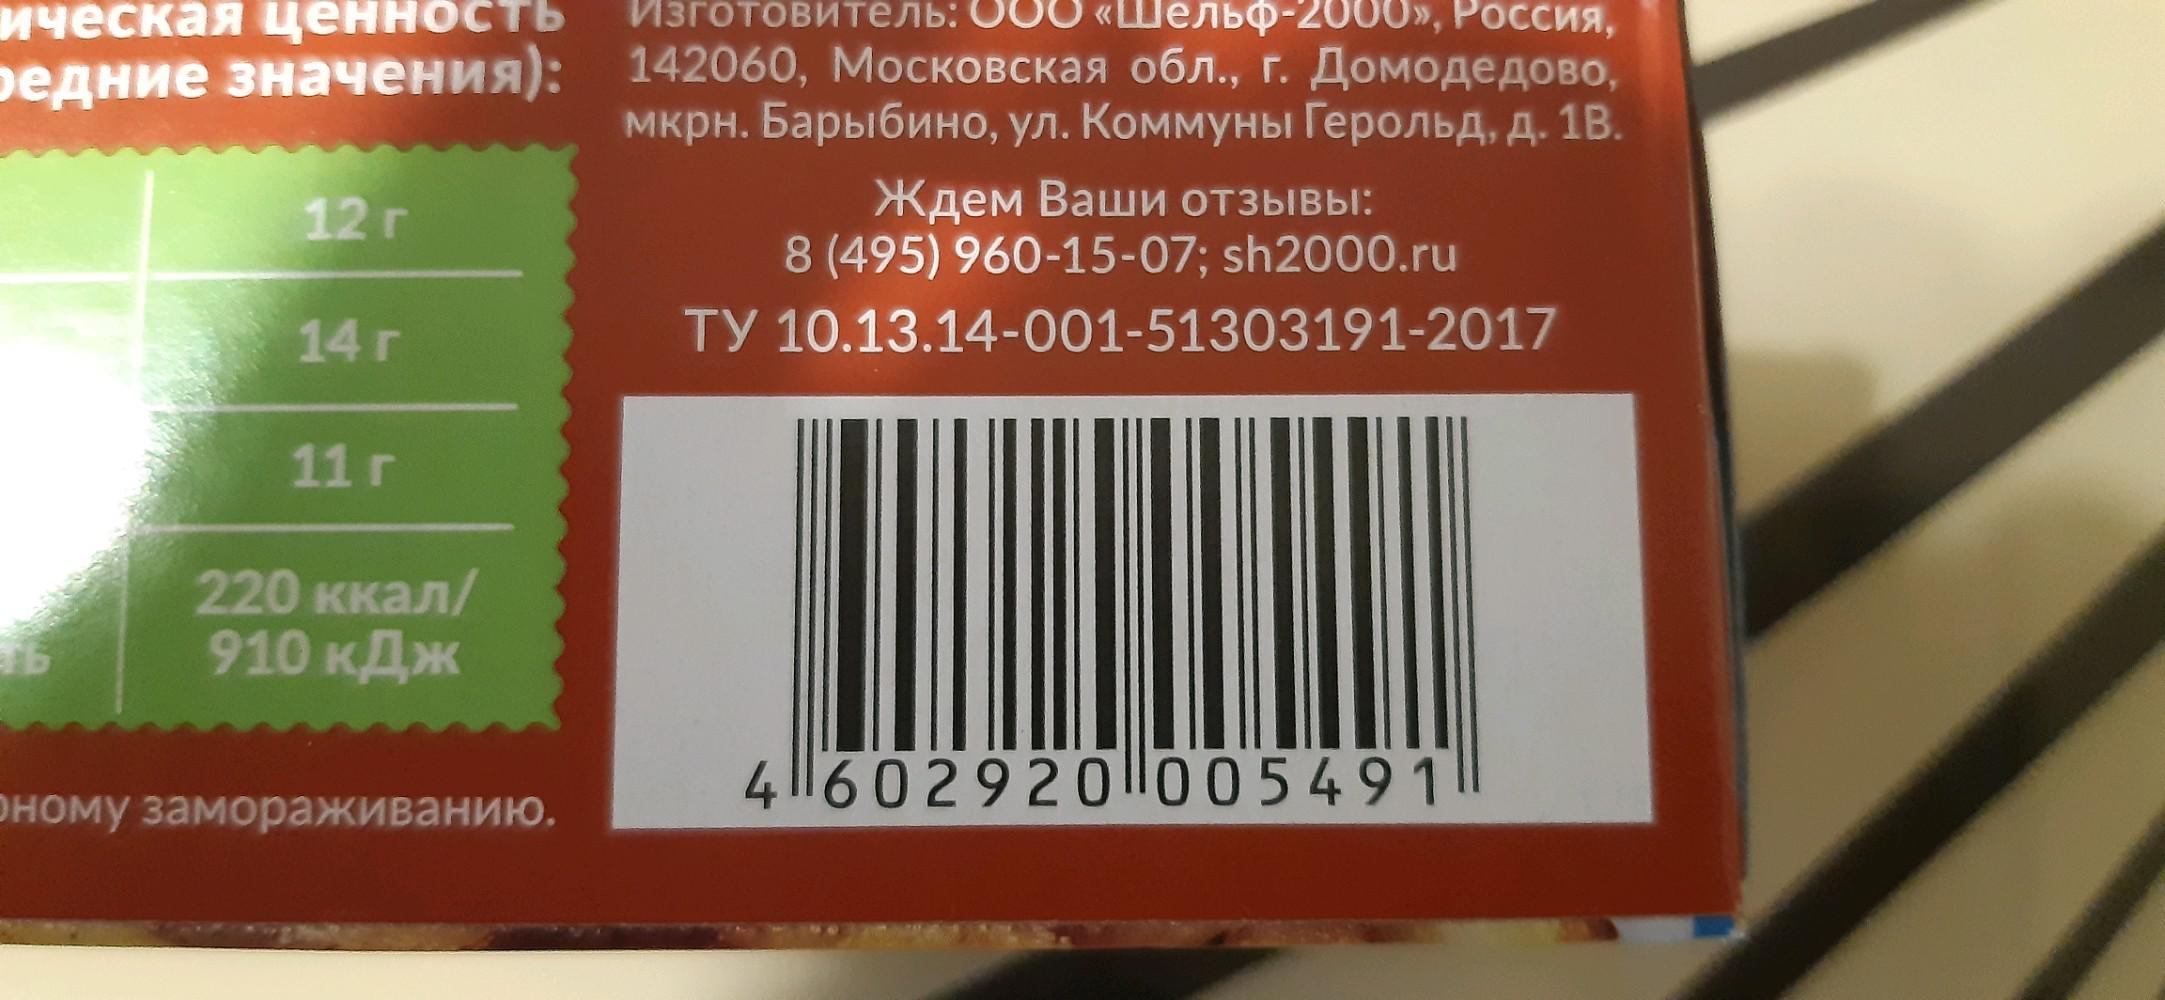 ическая ценность
редние значения):
12 г
14 г
11 г
220 ккал/
910 кДж
ть
рному замораживанию.
Изготовитель: ООО «Шельф-2000», Россия,
142060, Московская обл., г. Домодедово,
мкрн. Барыбино, ул. Коммуны Герольд, д. 1В.
Ждем Ваши отзывы:
8 (495) 960-15-07; sh2000.ru
ТУ 10.13.14-001-51303191-2017
4 602920 005491